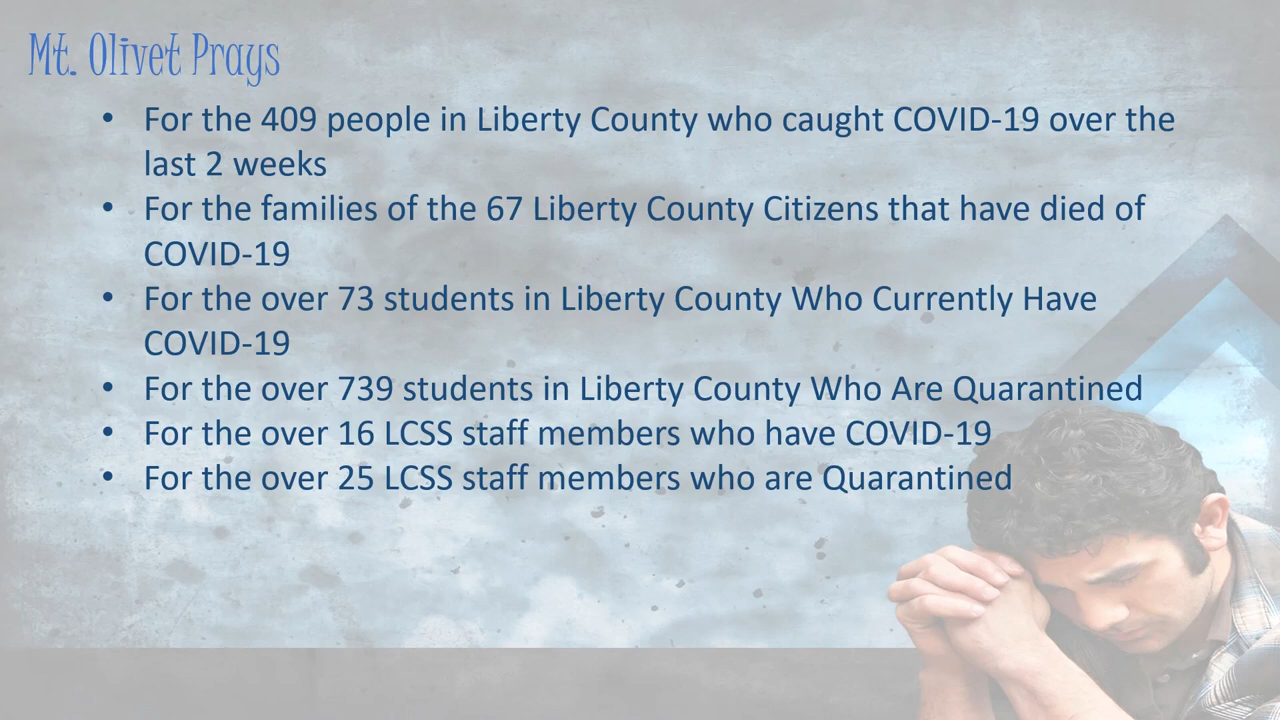 Mt. Olivet Prays
• For the 409 people in Liberty County who caught COVID-19 over the
last 2 weeks
• For the families of the 67 Liberty County Citizens that have died of
COVID-19
• For the over 73 students in Liberty County Who Currently Have
COVID-19
• For the over 739 students in Liberty County Who Are Quarantined
• For the over 16 LCSS staff members who have COVID-19
• For the over 25 LCSS staff members who are Quarantined